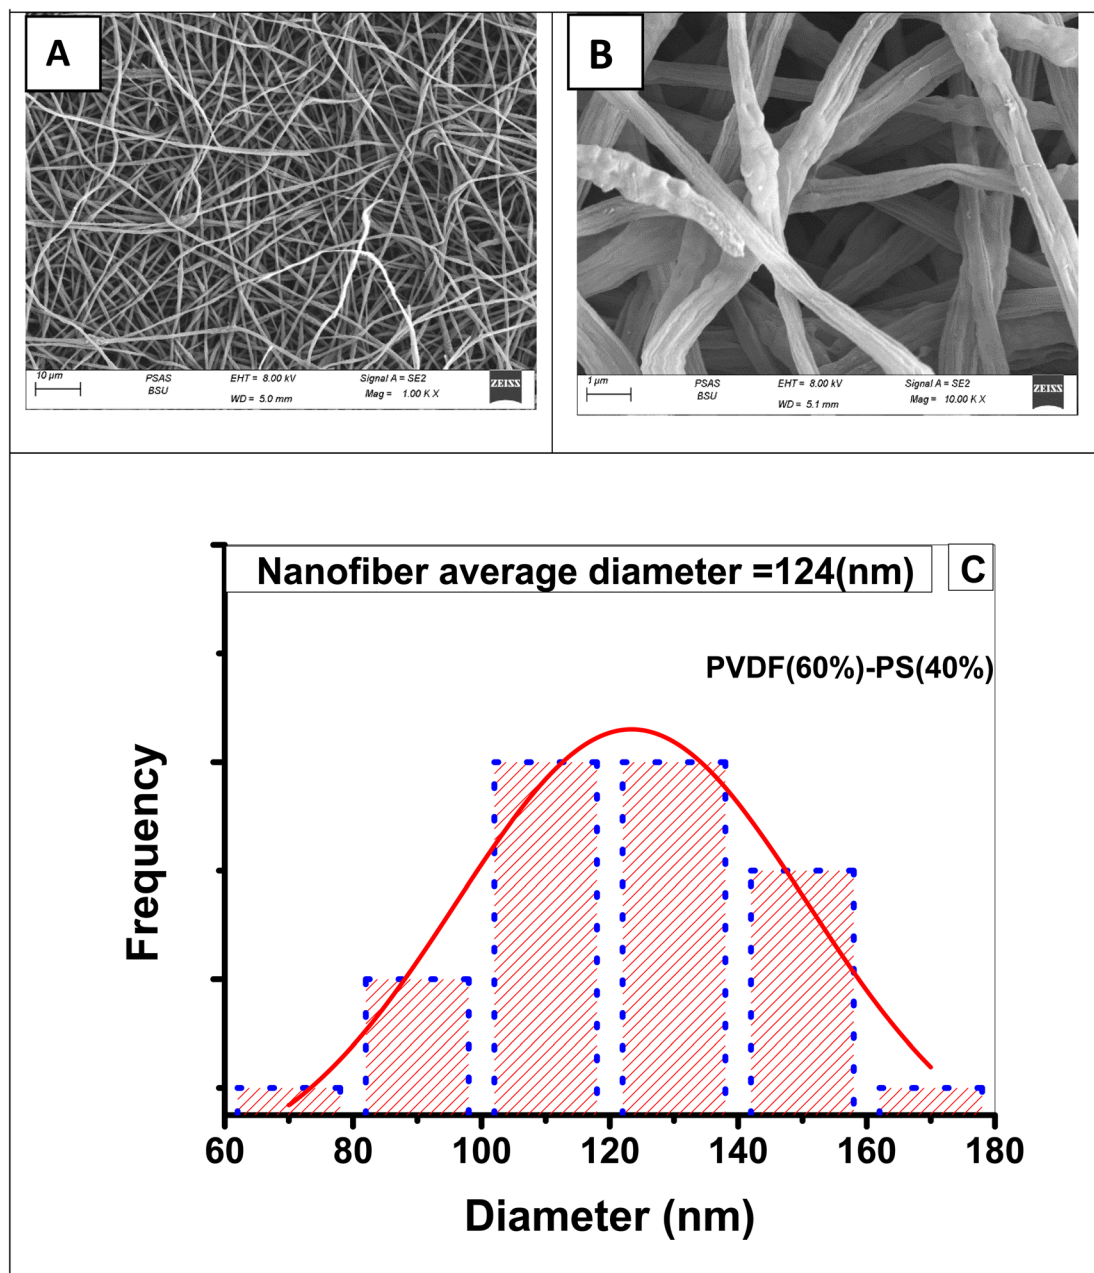 A
10 µm
PSAS
BSU
EHT = 8.00 kV
WD = 5.0 mm
Signal A = SE2
Mag = 1.00 K X
ZEISS
B
1 µm
PSAS
BSU
EHT = 8.00 kV
WD = 5.1 mm
Signal A = SE2
Mag = 10.00 K X
ZEISS
Nanofiber average diameter =124(nm)
C
PVDF(60%)-PS(40%)
Frequency
60 80 100 120 140 160 180
Diameter (nm)